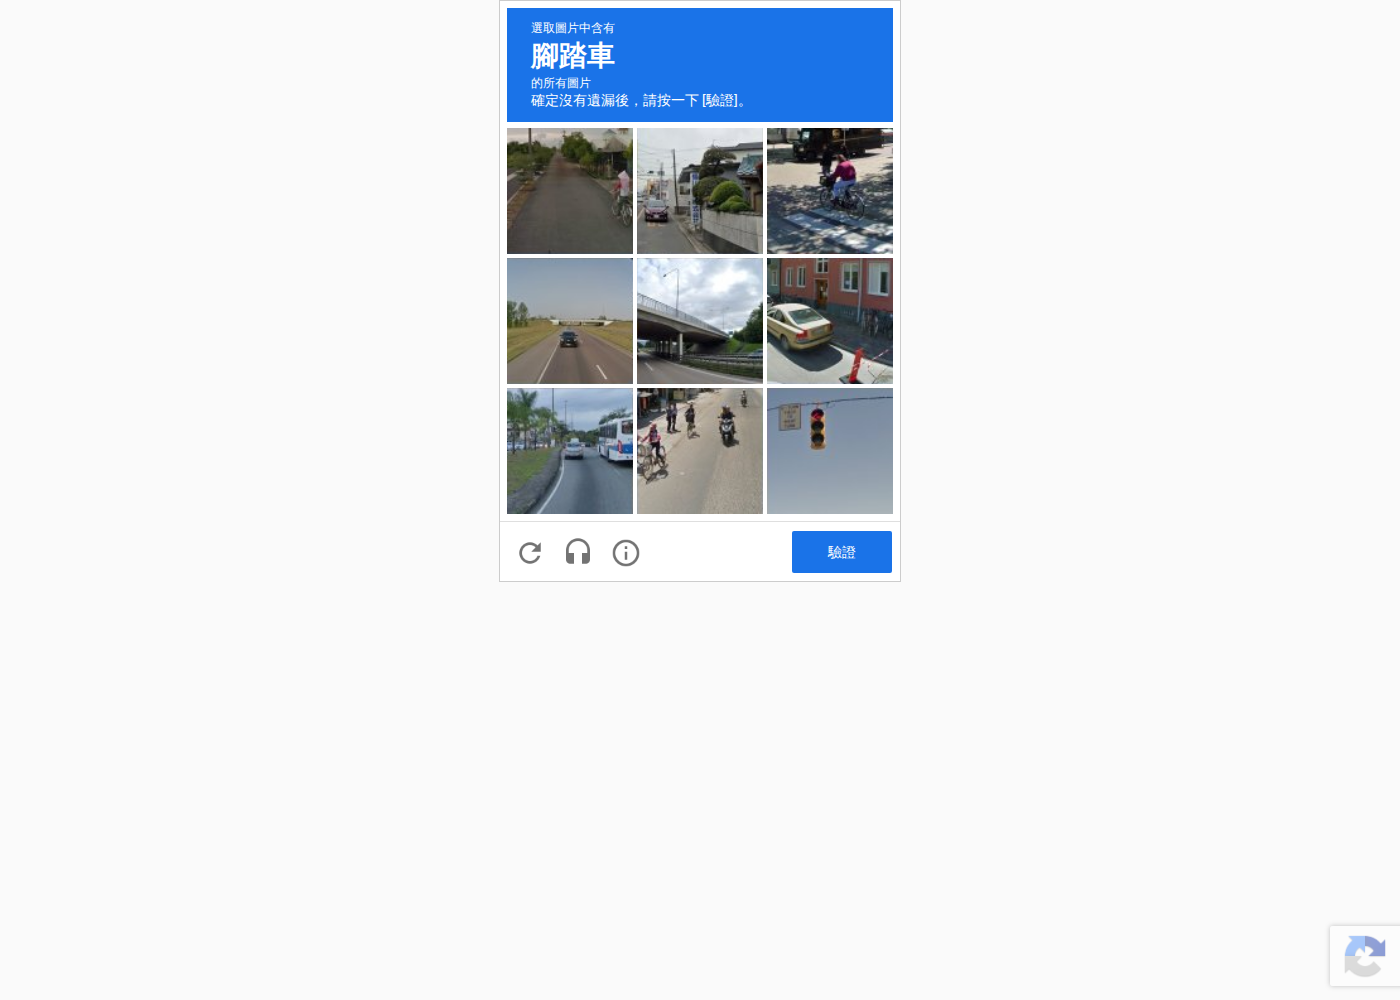 選取圖片中含有
腳踏車
的所有圖片
確定沒有遺漏後，請按一下 [驗證]。
驗證